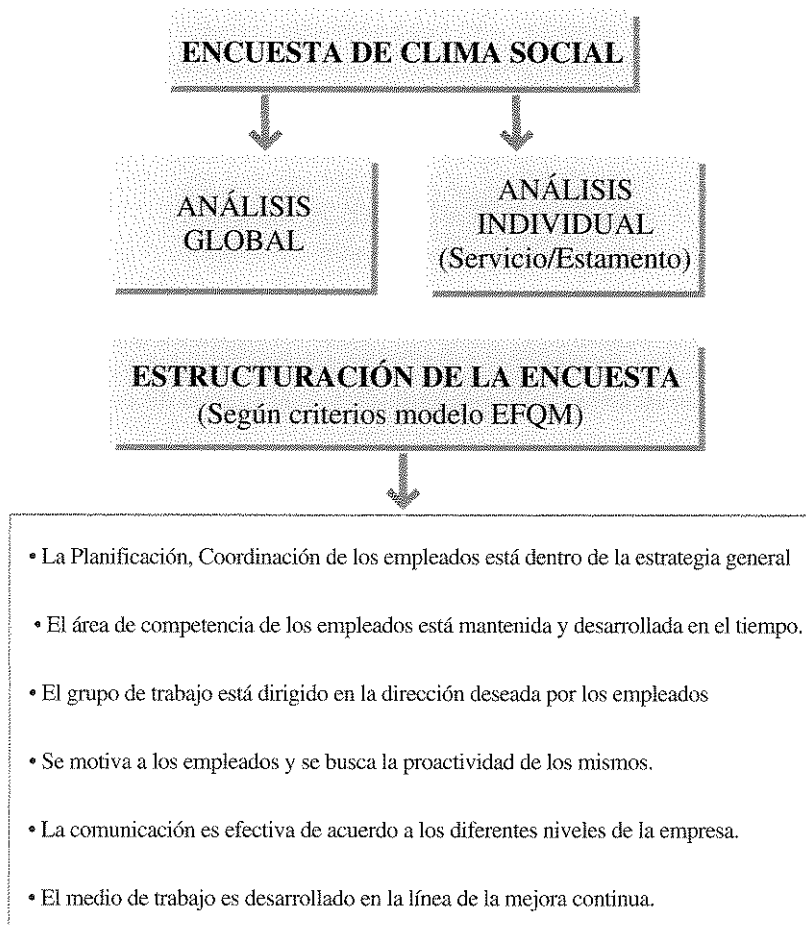 ENCUESTA DE CLIMA SOCIAL
ANÁLISIS
GLOBAL
ANÁLISIS
INDIVIDUAL
(Servicio/Estamento)
ESTRUCTURACIÓN DE LA ENCUESTA
(Según criterios modelo EFQM)
• La Planificación, Coordinación de los empleados está dentro de la estrategia general
• El área de competencia de los empleados está mantenida y desarrollada en el tiempo.
• El grupo de trabajo está dirigido en la dirección deseada por los empleados
• Se motiva a los empleados y se busca la proactividad de los mismos.
• La comunicación es efectiva de acuerdo a los diferentes niveles de la empresa.
• El medio de trabajo es desarrollado en la línea de la mejora continua.